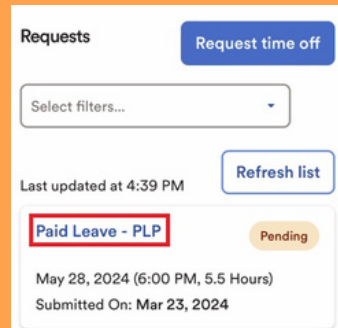 Requests
Request time off
Select filters...
Refresh list
Last updated at 4:39 PM
Paid Leave - PLP
Pending
May 28, 2024 (6:00 PM, 5.5 Hours)
Submitted On: Mar 23, 2024